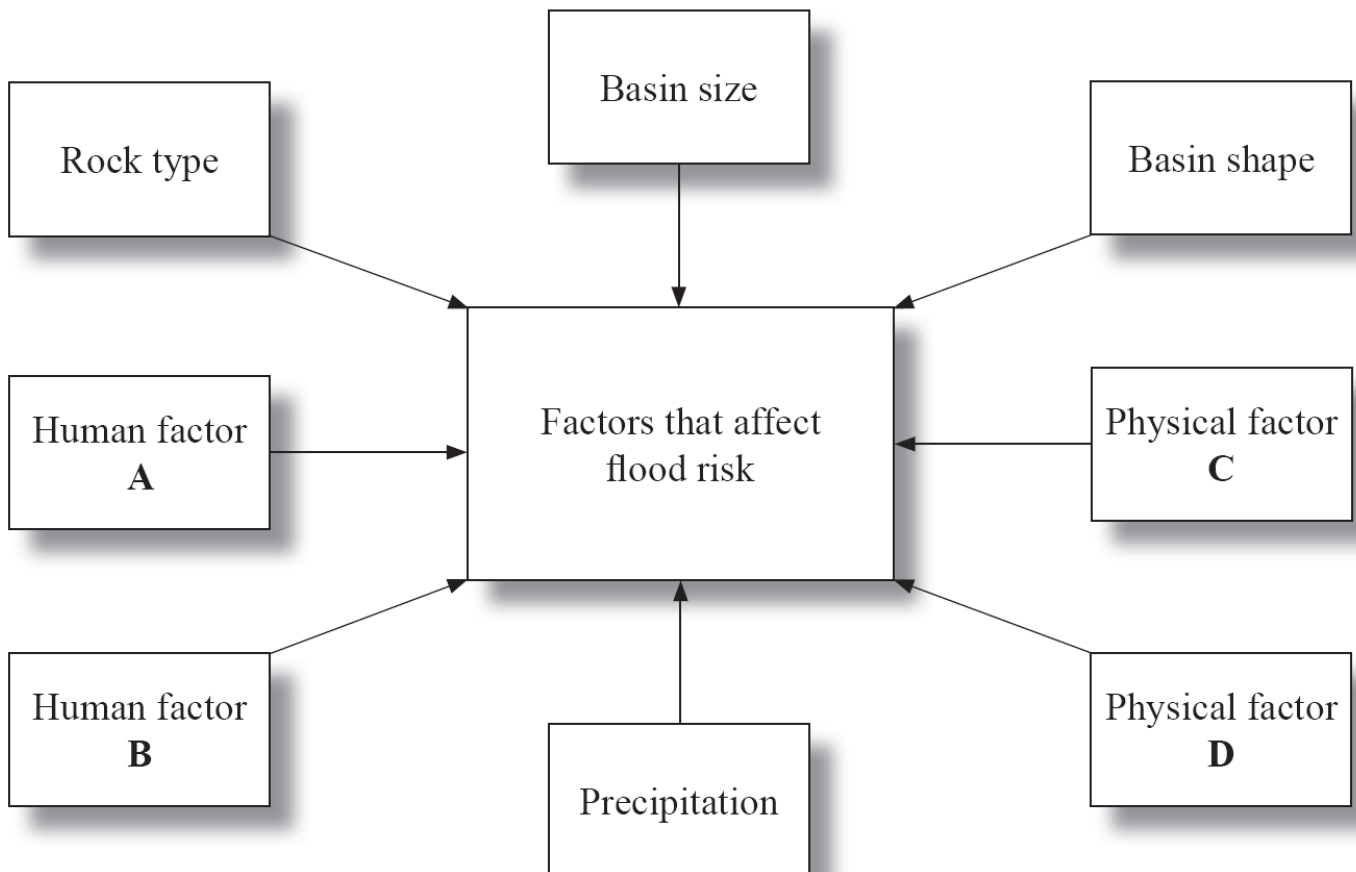 Basin size
Rock type
Basin shape
Human factor
A
Factors that affect
flood risk
Physical factor
C
Human factor
B
Physical factor
D
Precipitation